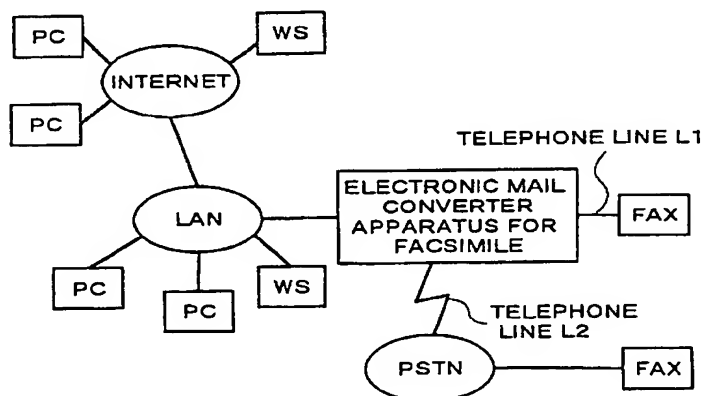 PC
WS
INTERNET
PC
TELEPHONE LINE L1
ELECTRONIC MAIL
CONVERTER
APPARATUS FOR
FACSIMILE
FAX
LAN
PC
PC
WS
TELEPHONE
LINE L2
PSTN
FAX